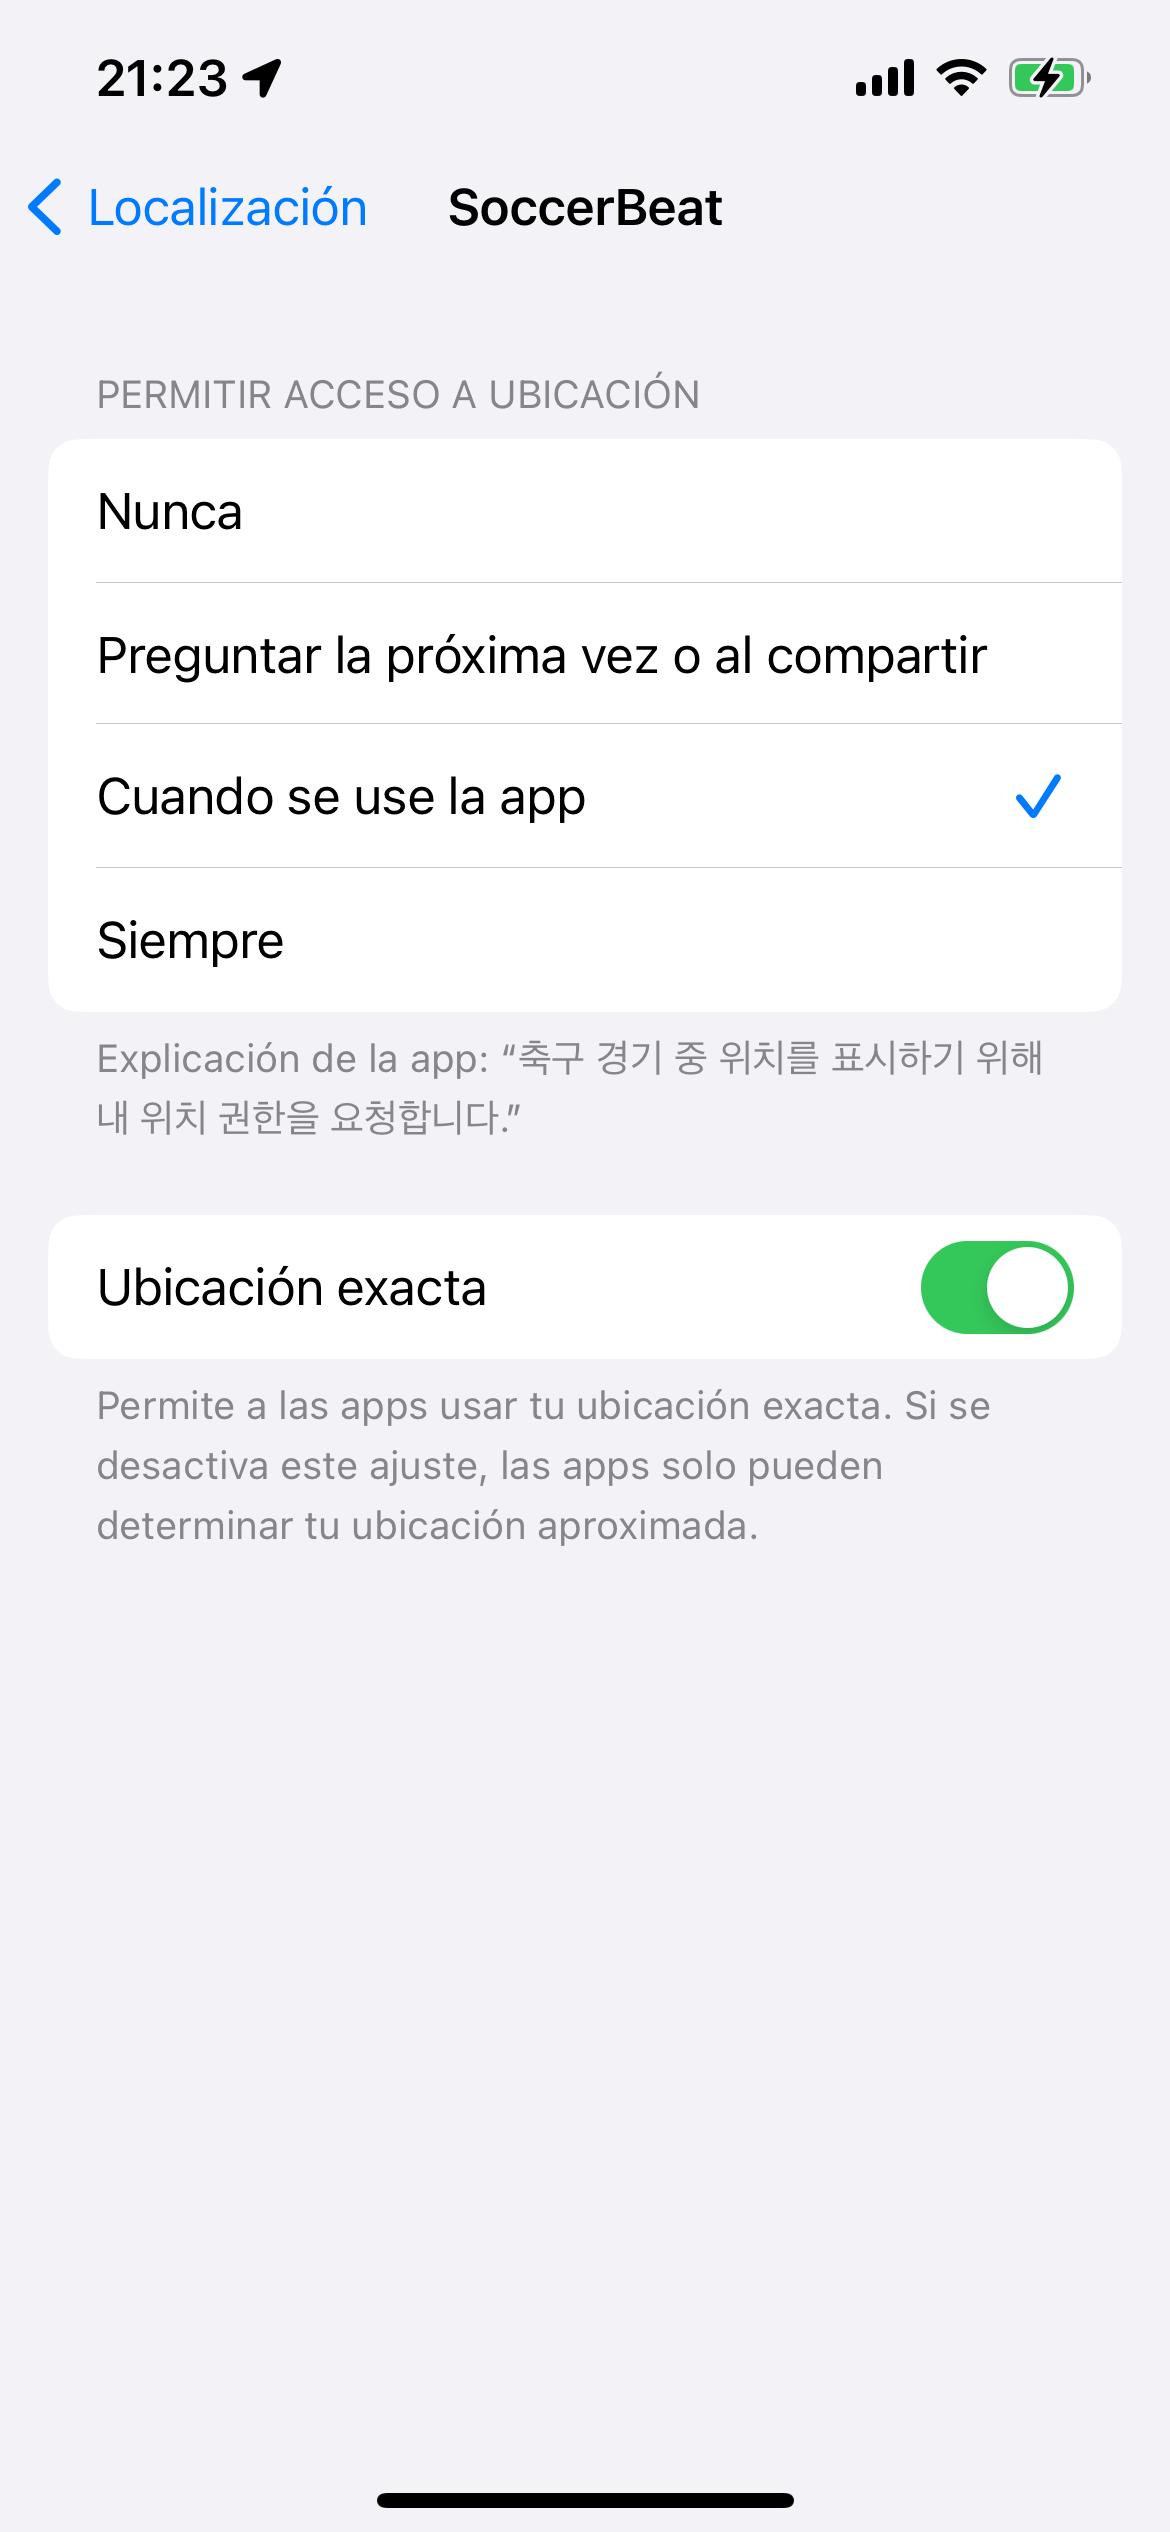 21:23
Localización
SoccerBeat
PERMITIR ACCESO A UBICACIÓN
Nunca
Preguntar la próxima vez o al compartir
Cuando se use la app
Siempre
Explicación de la app: “축구 경기 중 위치를 표시하기 위해
내 위치 권한을 요청합니다.”
Ubicación exacta
Permite a las apps usar tu ubicación exacta. Si se
desactiva este ajuste, las apps solo pueden
determinar tu ubicación aproximada.